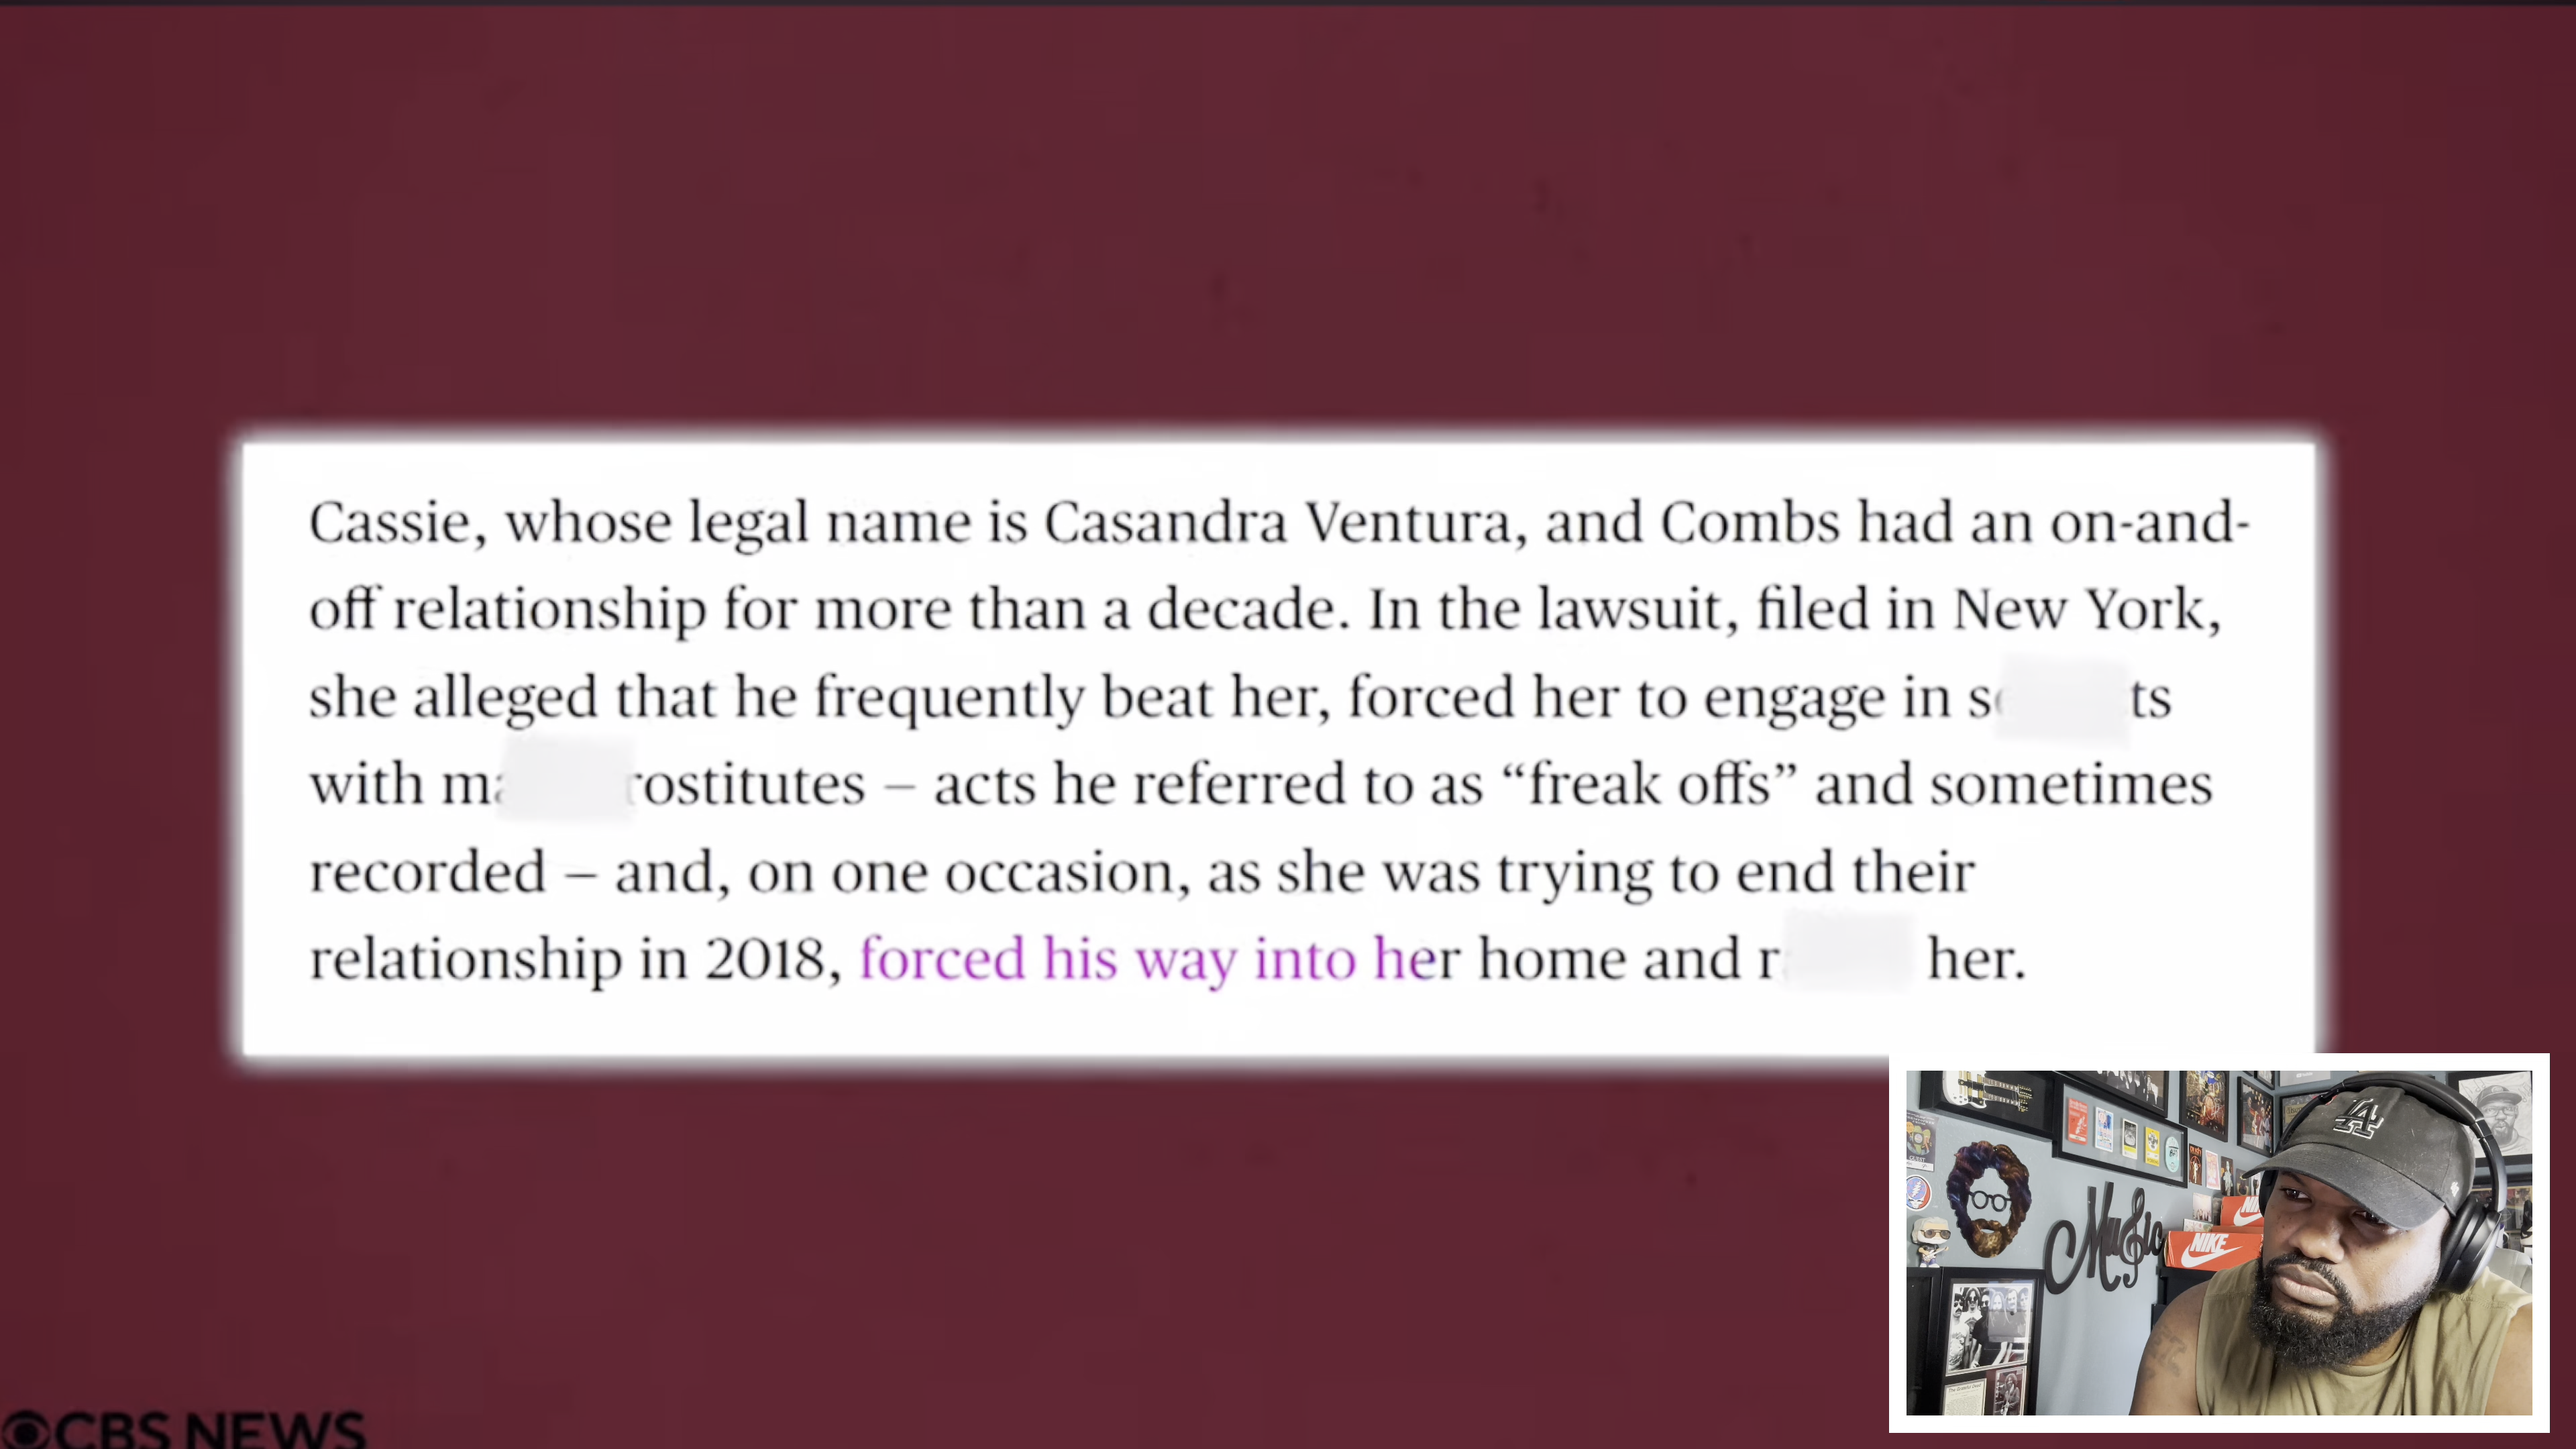 Cassie, whose legal name is Casandra Ventura, and Combs had an on-and-
off relationship for more than a decade. In the lawsuit, filed in New York,
she alleged that he frequently beat her, forced her to engage in
with – acts he referred to as “freak offs” and sometimes
recorded – and, on one occasion, as she was trying to end their
relationship in 2018, forced his way into her home and her.
CBS NEWS
LA
Music
NIKE